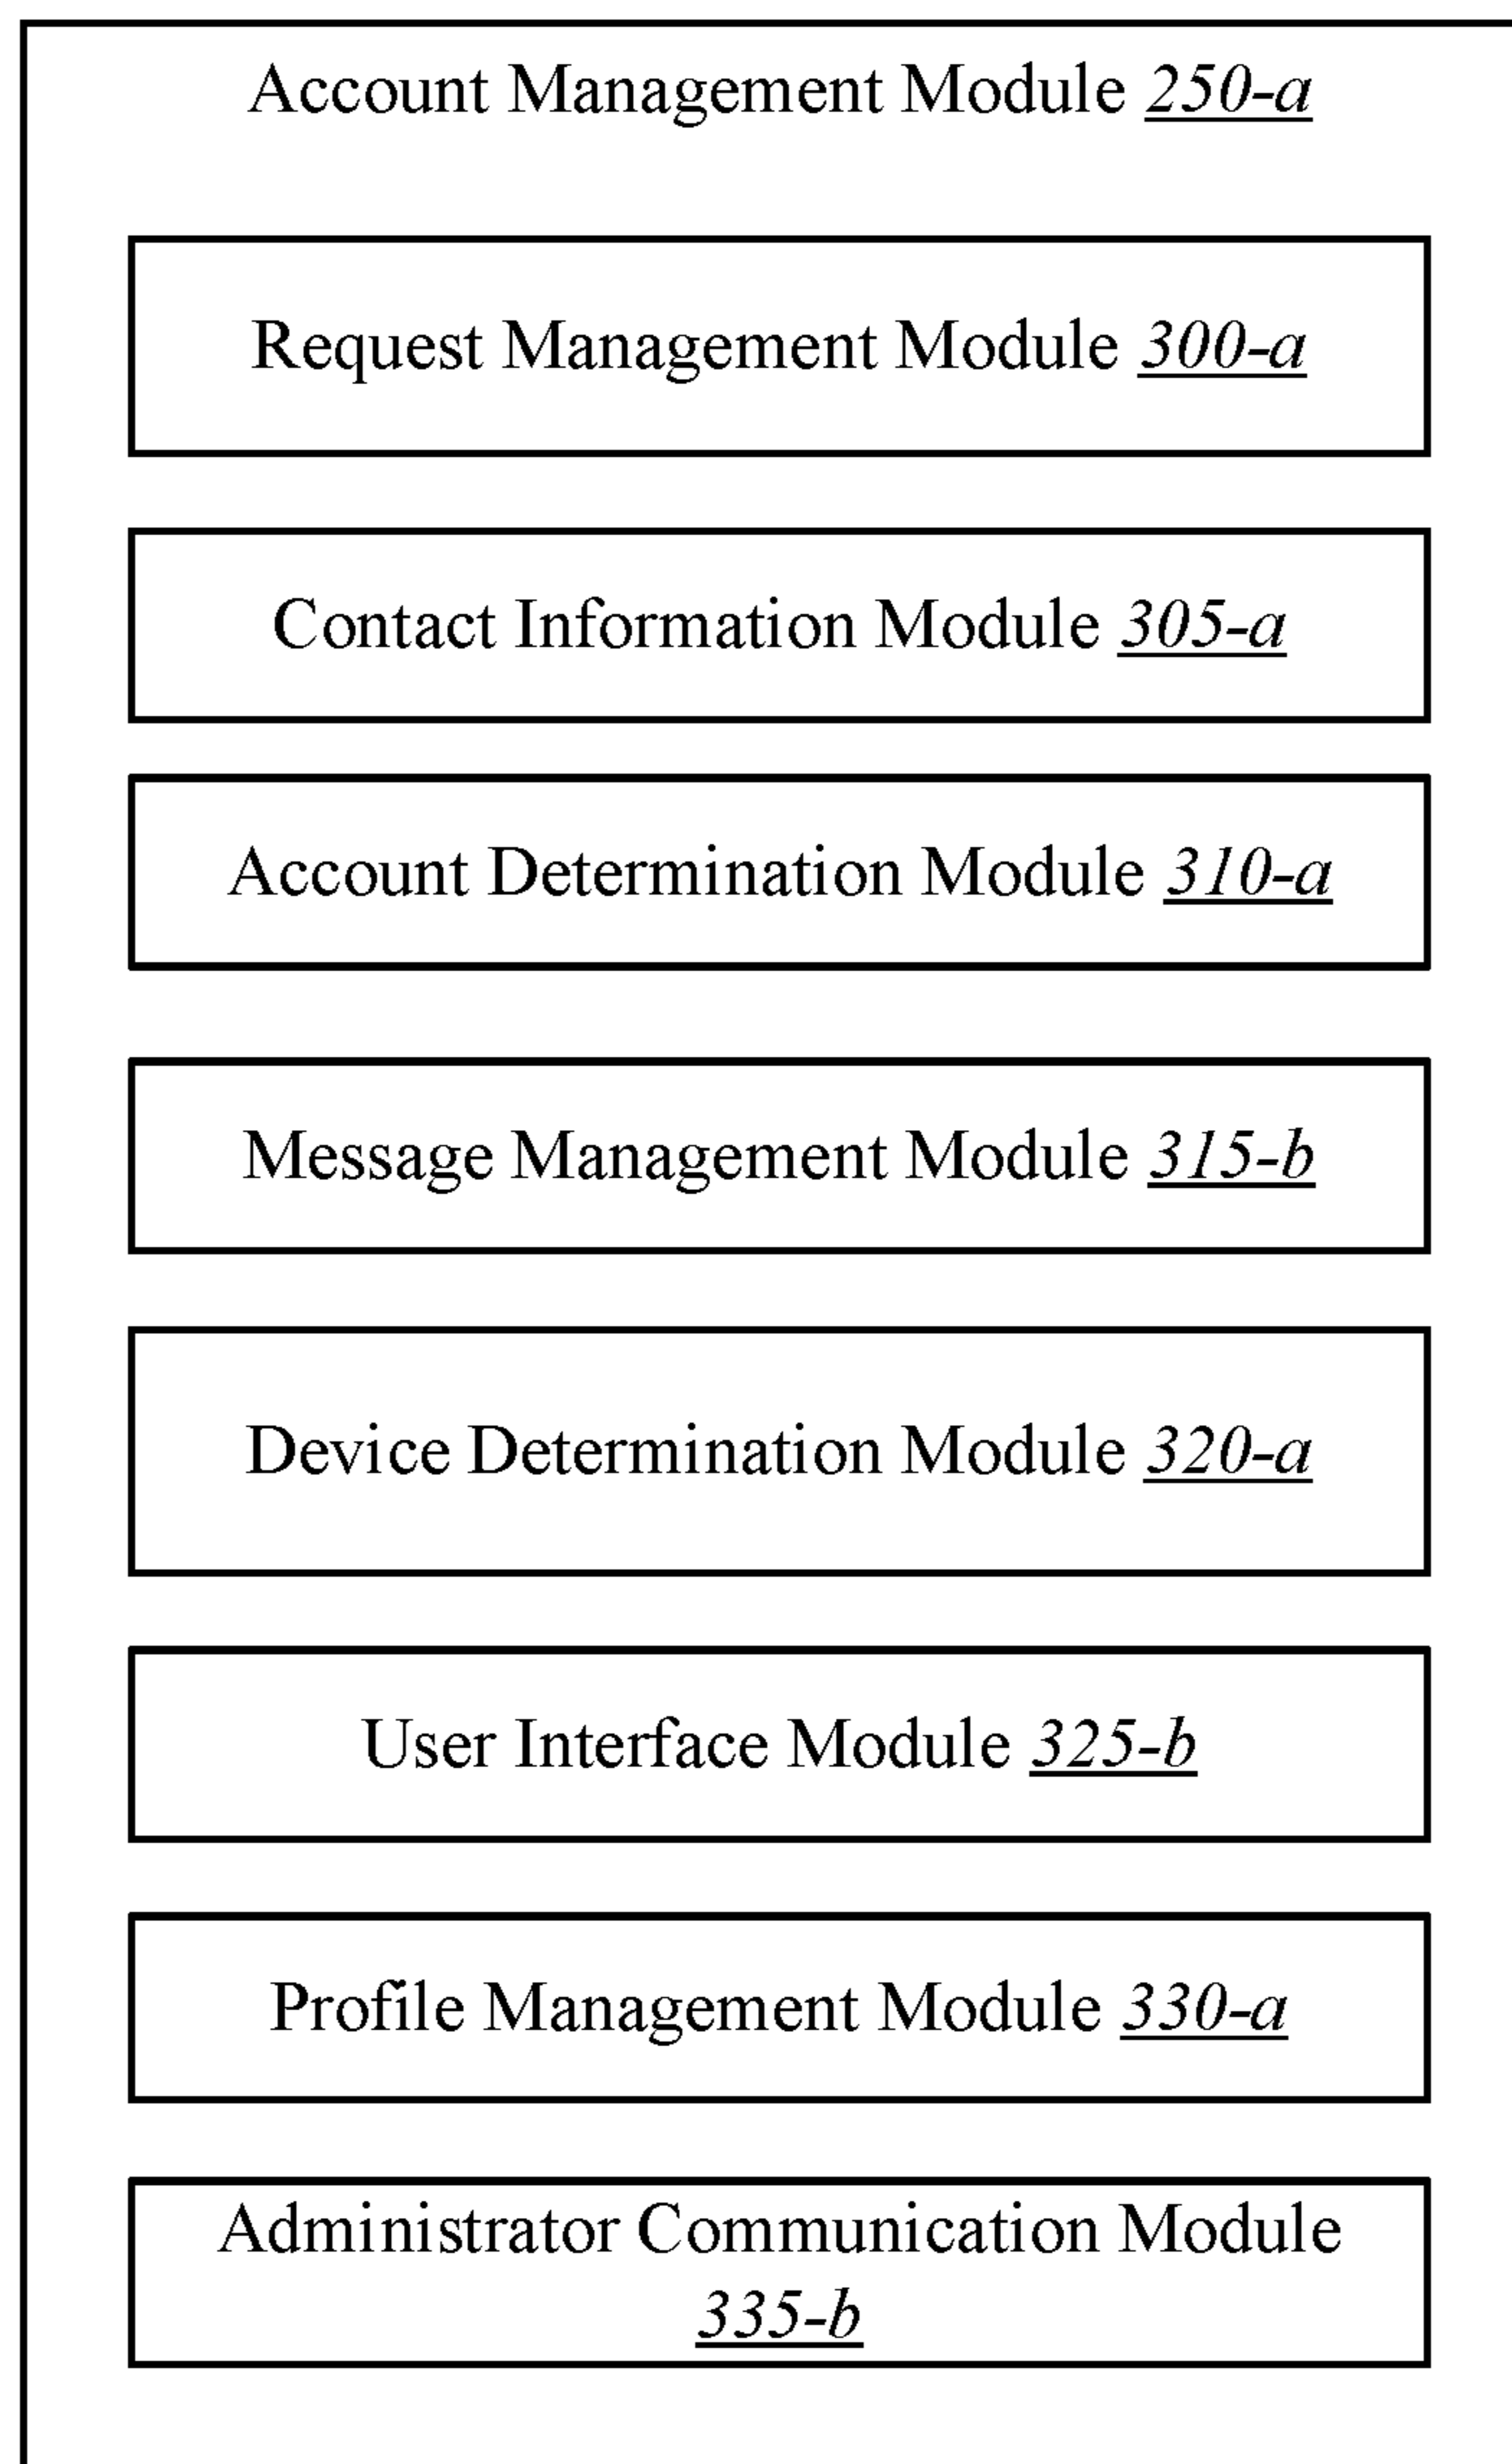 Account Management Module 250-a
Request Management Module 300-a
Contact Information Module 305-a
Account Determination Module 310-a
Message Management Module 315-b
Device Determination Module 320-a
User Interface Module 325-b
Profile Management Module 330-a
Administrator Communication Module
335-b